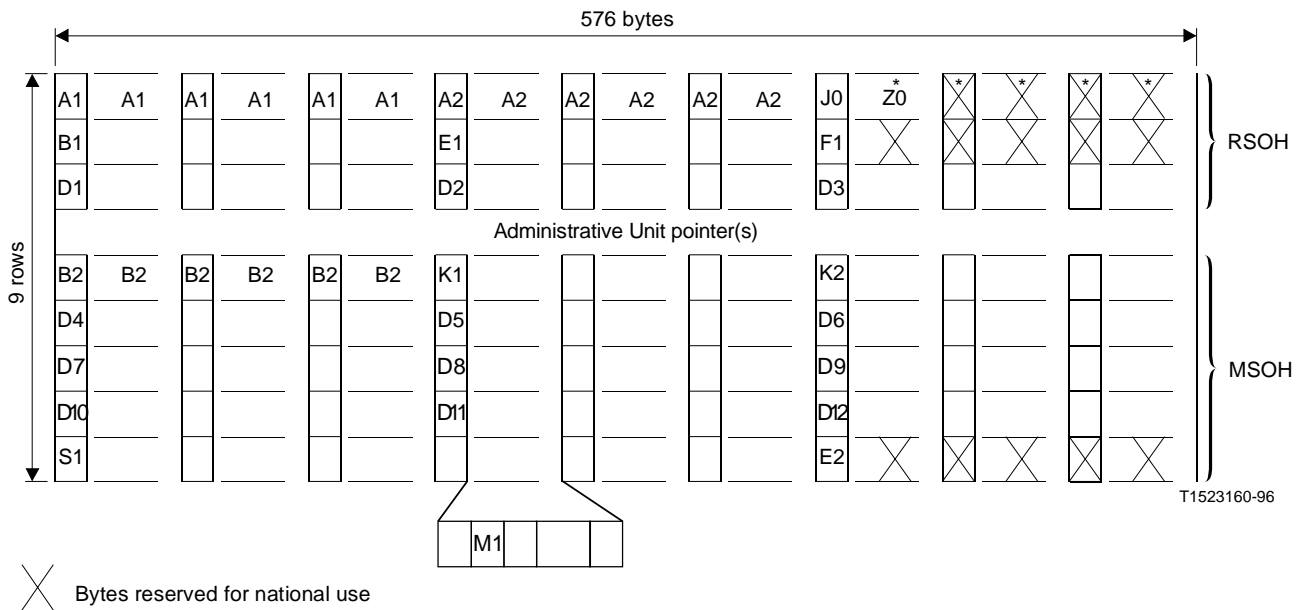 576 bytes
A1 A1 A1 A1 A1 A1 A2 A2 A2 A2 A2 A2 J0 * Z0 * * * *
B1 E1 F1
D1 D2 D3
RSOH
Administrative Unit pointer(s)
9 rows
B2 B2 B2 B2 B2 B2 K1 K2
D4 D5 D6
D7 D8 D9
D10 D11 D12
S1 E2
MSOH
T1523160-96
M1
Bytes reserved for national use